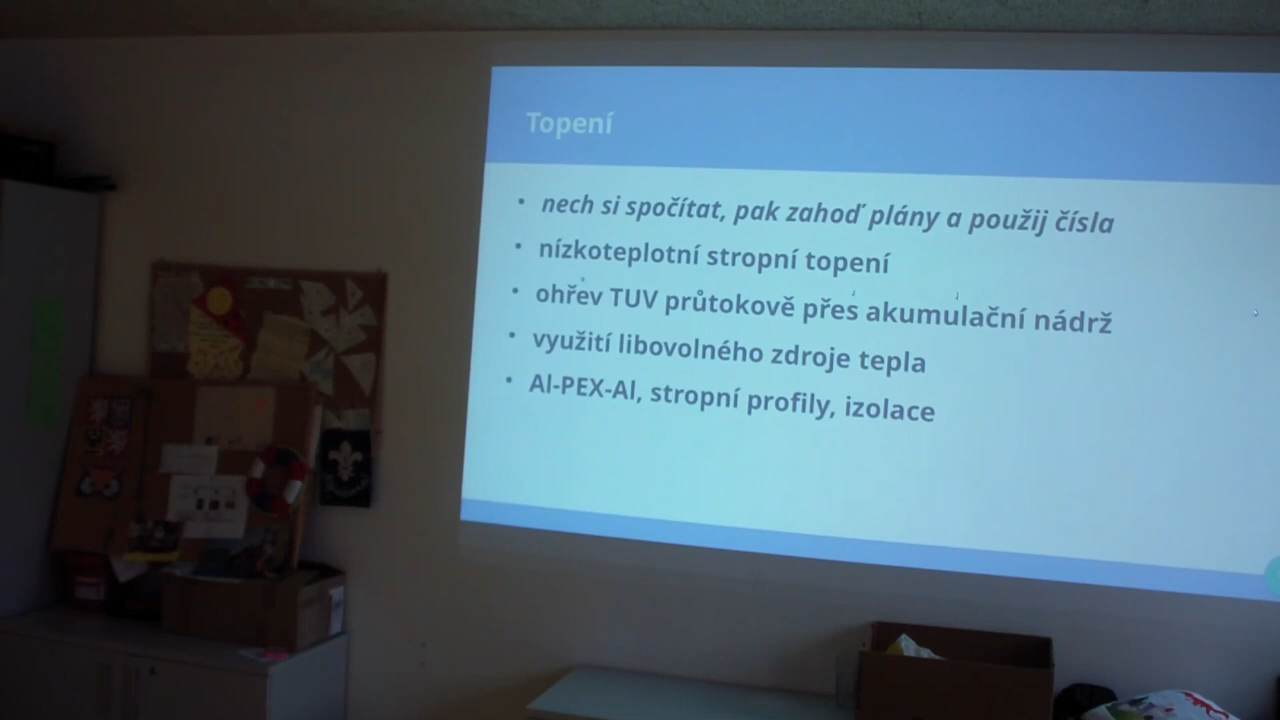 Topení
• nech si spočítat, pak zahoď plány a použij čísla
• nízkoteplotní stropní topení
• ohřev TUV průtokově přes akumulační nádrž
• využití libovolného zdroje tepla
• Al-PEX-Al, stropní profily, izolace